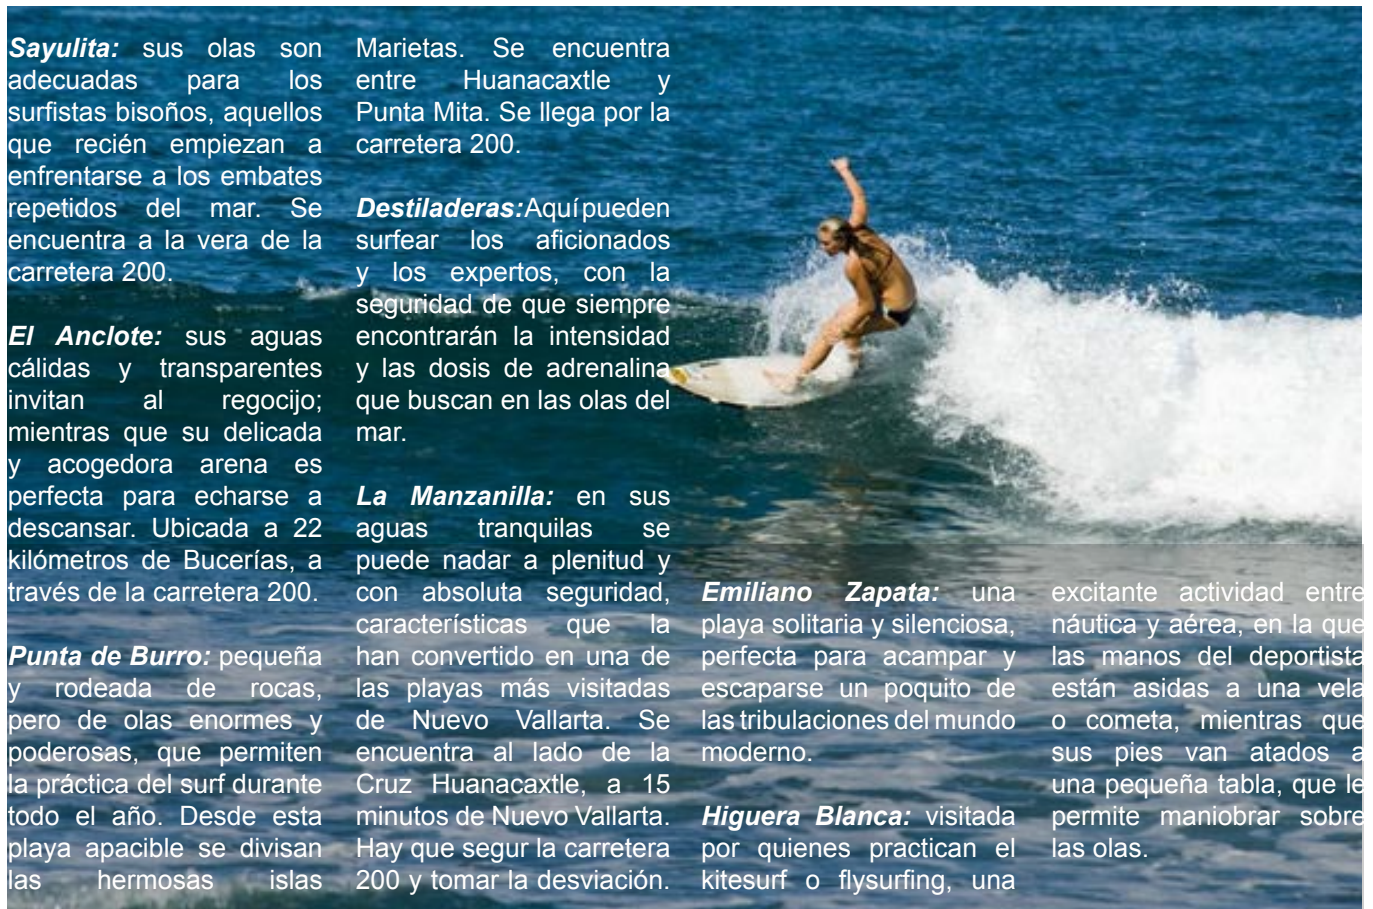 Sayulita: sus olas son
adecuadas para los
surfistas bisoños, aquellos
que recién empiezan a
enfrentarse a los embates
repetidos del mar. Se
encuentra a la vera de la
carretera 200.
El Anclote: sus aguas
cálidas y transparentes
invitan al regocijo;
mientras que su delicada
y acogedora arena es
perfecta para echarse a
descansar. Ubicada a 22
kilómetros de Bucerías, a
través de la carretera 200.
Punta de Burro: pequeña
y rodeada de rocas,
pero de olas enormes y
poderosas, que permiten
la práctica del surf durante
todo el año. Desde esta
playa apacible se divisan
las hermosas islas
Marietas. Se encuentra
entre Huanacaxtle y
Punta Mita. Se llega por la
carretera 200.
Destiladeras:Aquí pueden
surfear los aficionados
y los expertos, con la
seguridad de que siempre
encontrarán la intensidad
y las dosis de adrenalina
que buscan en las olas del
mar.
La Manzanilla: en sus
aguas tranquilas se
puede nadar a plenitud y
con absoluta seguridad,
características que la
han convertido en una de
las playas más visitadas
de Nuevo Vallarta. Se
encuentra al lado de la
Cruz Huanacaxtle, a 15
minutos de Nuevo Vallarta.
Hay que segur la carretera
200 y tomar la desviación.
Emiliano Zapata: una
playa solitaria y silenciosa,
perfecta para acampar y
escaparse un poquito de
las tribulaciones del mundo
moderno.
Higuera Blanca: visitada
por quienes practican el
kitesurf o flysurfing, una
excitante actividad entre
náutica y aérea, en la que
las manos del deportista
están asidas a una vela
o cometa, mientras que
sus pies van atados a
una pequeña tabla, que le
permite maniobrar sobre
las olas.